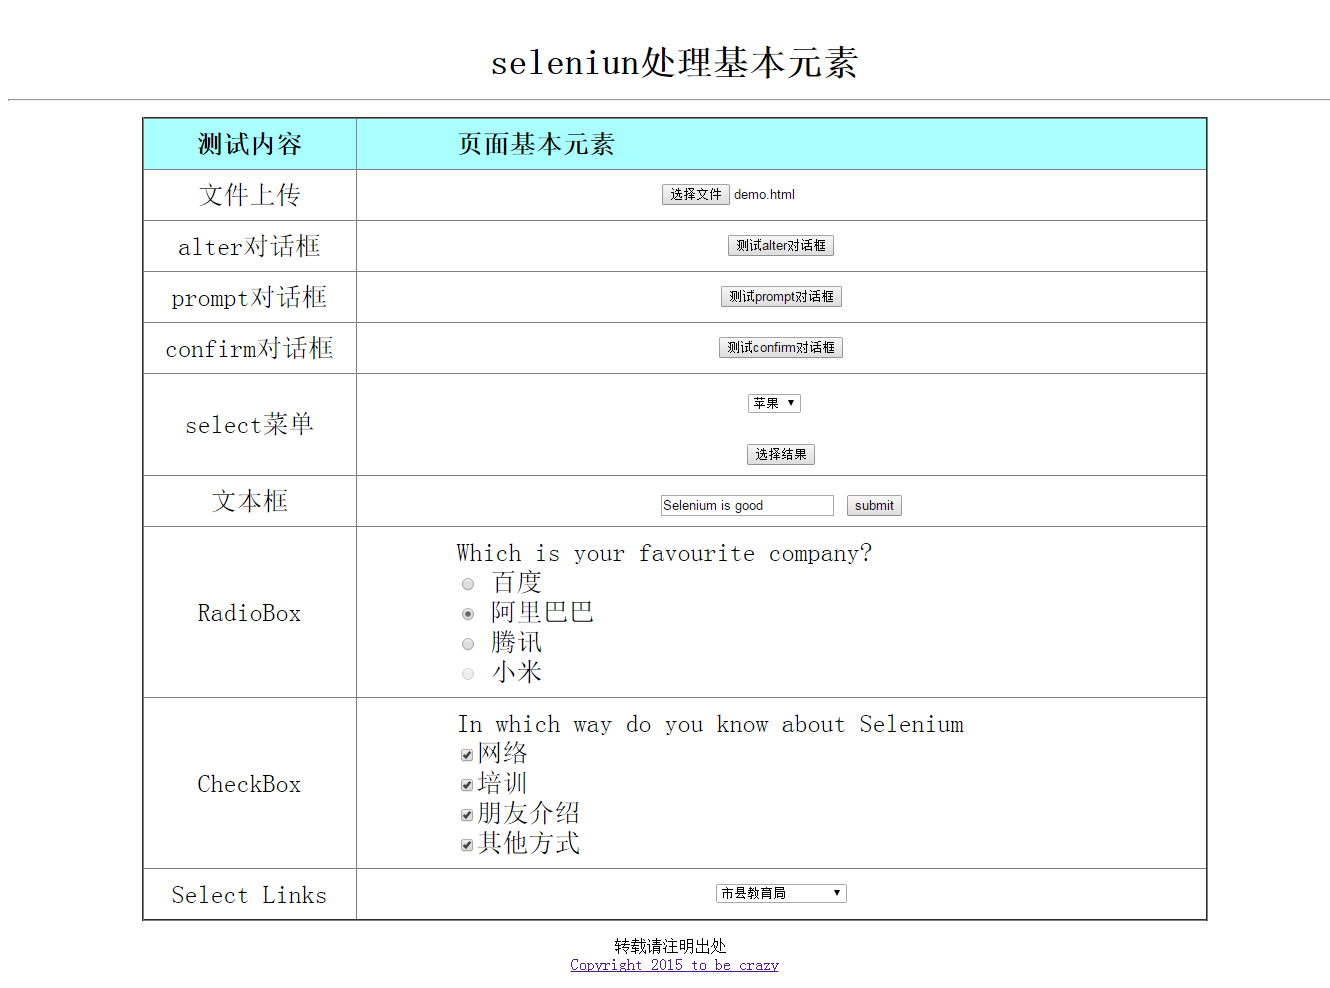 seleniun处理基本元素
测试内容 页面基本元素
文件上传 选择文件 demo.html
alter对话框 测试alter对话框
prompt对话框 测试prompt对话框
confirm对话框 测试confirm对话框
select菜单 苹果
选择结果
文本框 Selenium is good submit
RadioBox
Which is your favourite company?
百度
阿里巴巴
腾讯
小米
CheckBox
In which way do you know about Selenium
网络
培训
朋友介绍
其他方式
Select Links 市县教育局
转载请注明出处
Copyright 2015 to be crazy